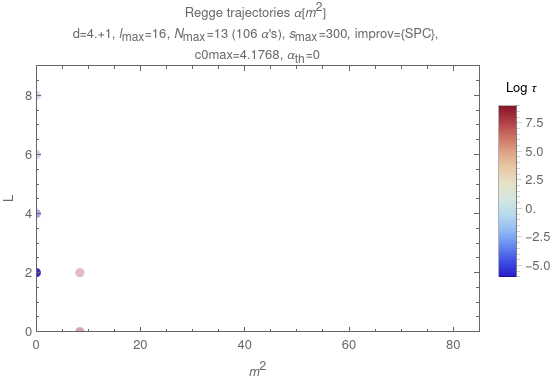 Regge trajectories α[m²]
d=4.+1, lmax=16, Nmax=13 (106 α's), smax=300, improv={SPC},
c0max=4.1768, αth=0
Log τ
8
6
L
4
2
0
7.5
5.0
2.5
0.
−2.5
−5.0
0 20 40 60 80
m²